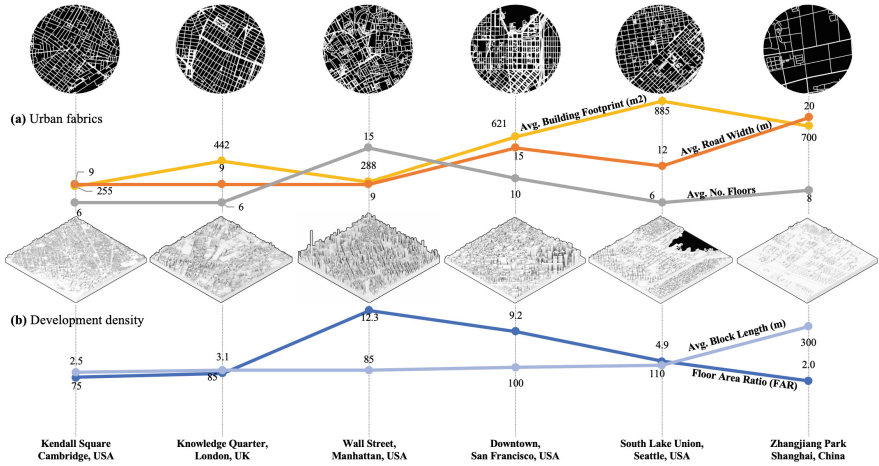 (a) Urban fabrics
Avg. Building Footprint (m2)
Avg. Road Width (m)
Avg. No. Floors
9
255
6
442
9
6
15
288
9
621
15
10
885
12
6
20
700
8
(b) Development density
Avg. Block Length (m)
Floor Area Ratio (FAR)
2.5
75
3.1
85
12.3
85
9.2
100
4.9
110
300
2.0
Kendall Square
Cambridge, USA
Knowledge Quarter,
London, UK
Wall Street,
Manhattan, USA
Downtown,
San Francisco, USA
South Lake Union,
Seattle, USA
Zhangjiang Park
Shanghai, China